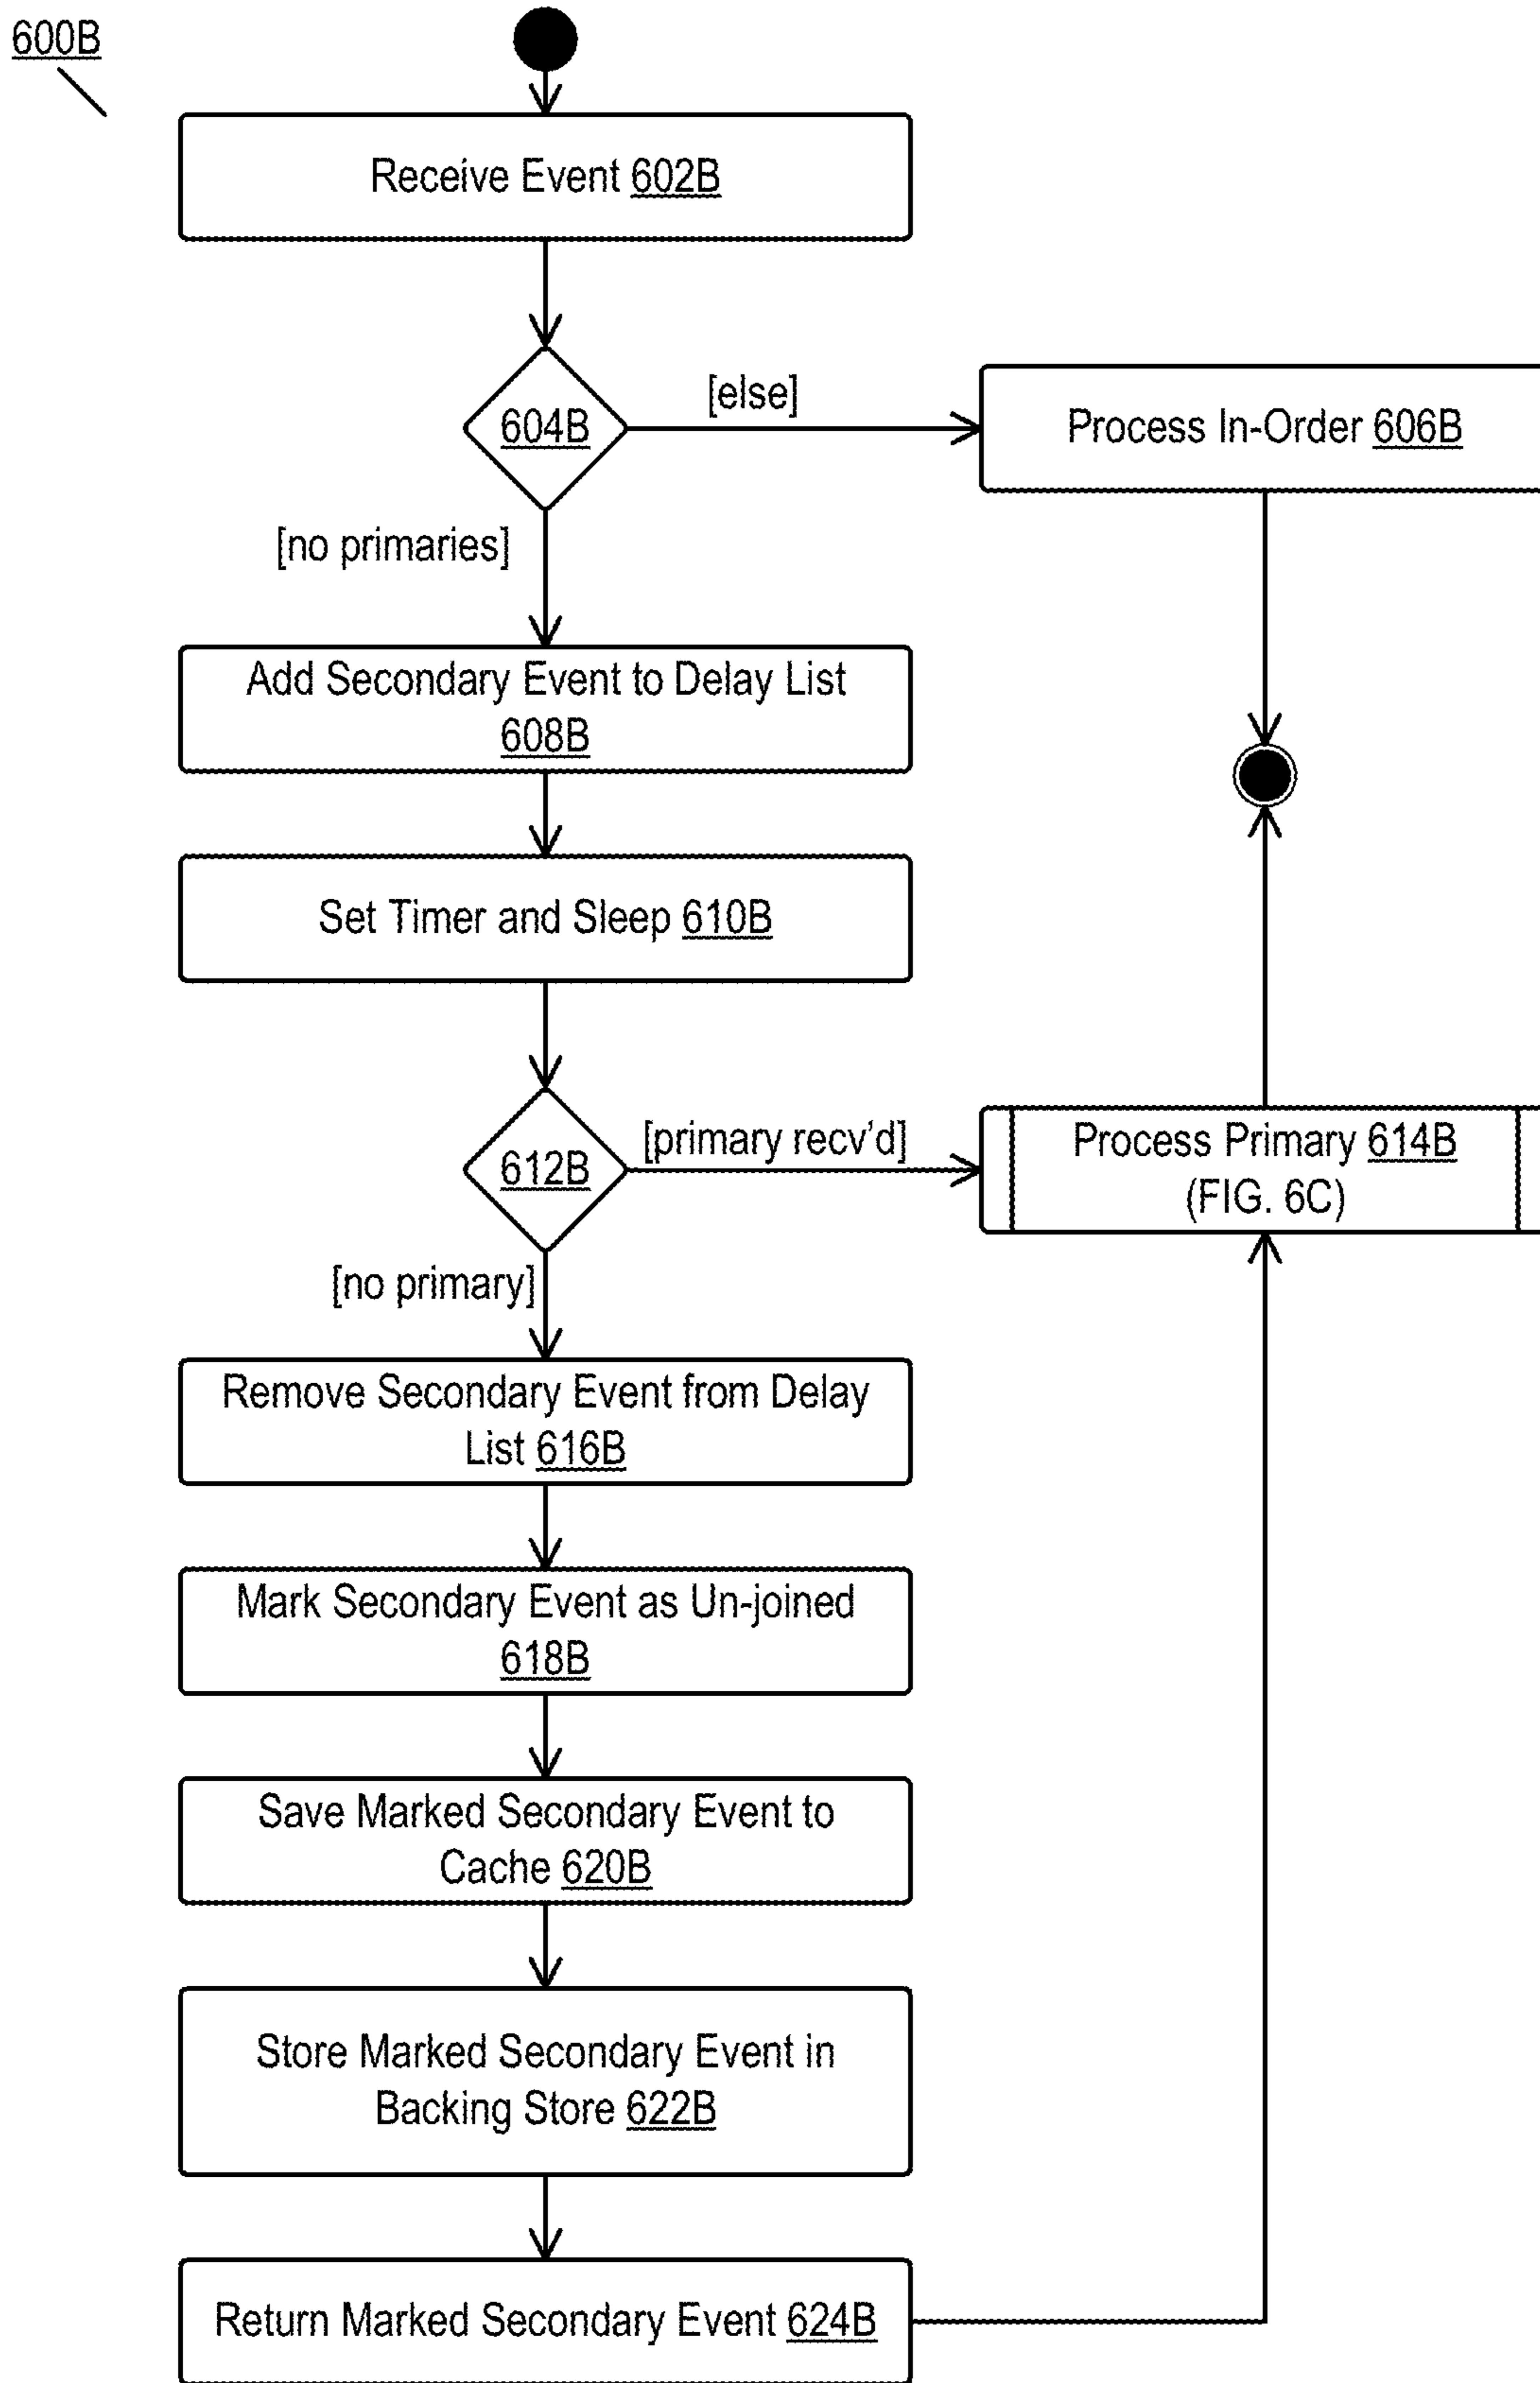 600B
Receive Event 602B
604B
[else]
Process In-Order 606B
[no primaries]
Add Secondary Event to Delay List
608B
Set Timer and Sleep 610B
612B
[primary recv'd]
Process Primary 614B
(FIG. 6C)
[no primary]
Remove Secondary Event from Delay
List 616B
Mark Secondary Event as Un-joined
618B
Save Marked Secondary Event to
Cache 620B
Store Marked Secondary Event in
Backing Store 622B
Return Marked Secondary Event 624B